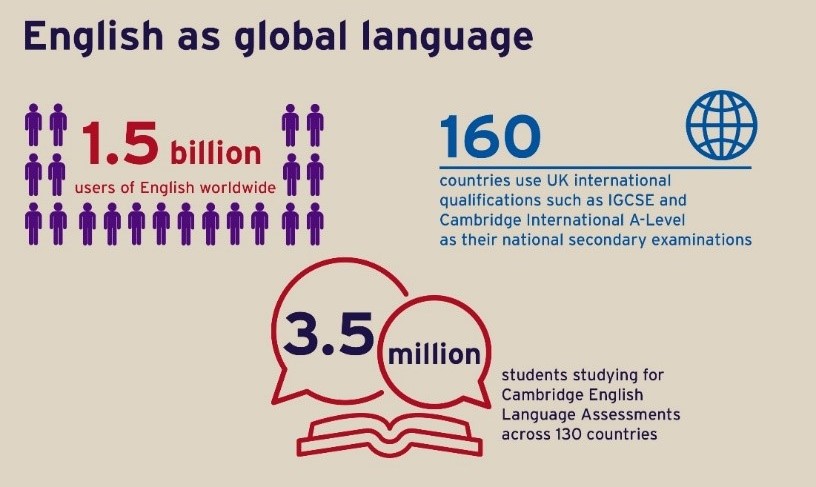 English as global language
1.5 billion
users of English worldwide
160
countries use UK international
qualifications such as IGCSE and
Cambridge International A-Level
as their national secondary examinations
3.5 million
students studying for
Cambridge English
Language Assessments
across 130 countries